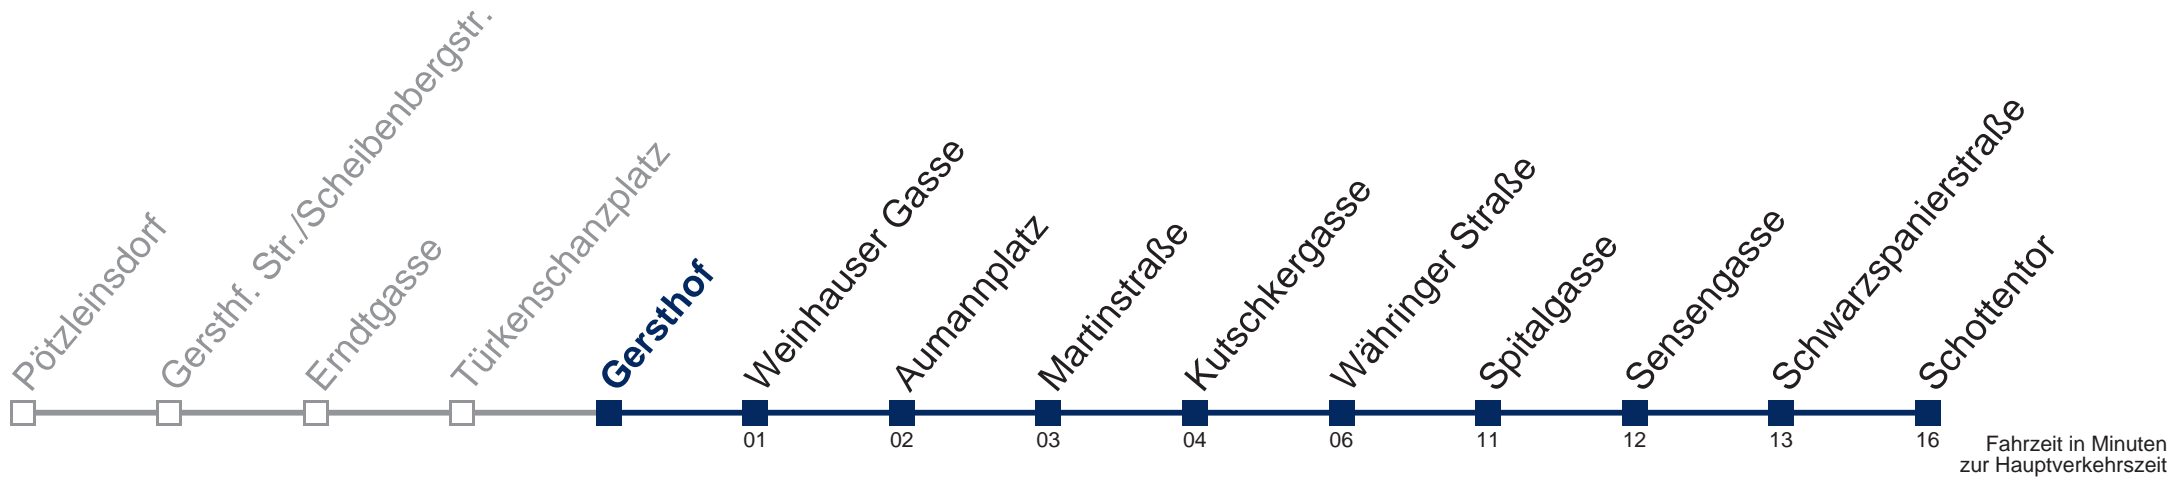 Pötzleinsdorf
Gersthf. Str./Scheibenbergstr.
Erndtgasse
Türkenschanzplatz
Gersthof
Weinhauser Gasse
Aumannplatz
Martinstraße
Kutschkergasse
Währinger Straße
Spitalgasse
Sensengasse
Schwarzspanierstraße
Schottentor
01 02 03 04 06 11 12 13 16
Fahrzeit in Minuten
zur Hauptverkehrszeit